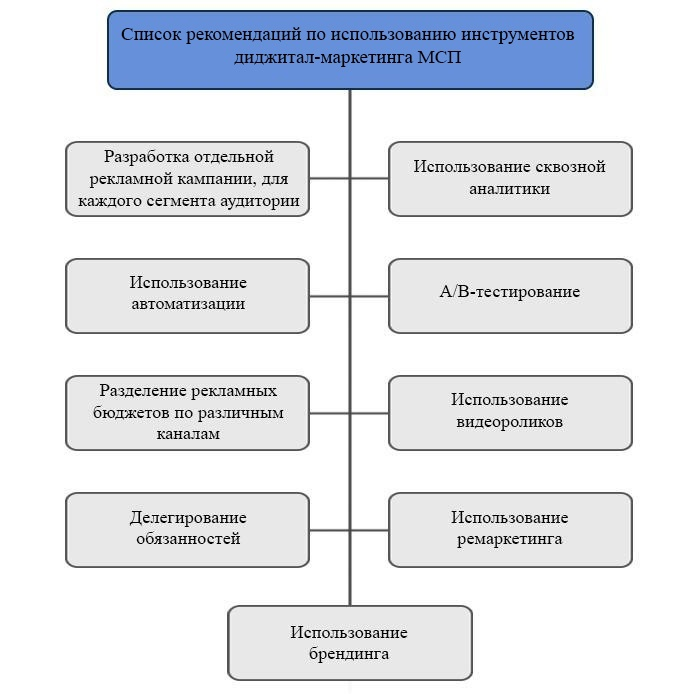 Список рекомендаций по использованию инструментов
диджитал-маркетинга МСП
Разработка отдельной
рекламной кампании, для
каждого сегмента аудитории
Использование сквозной
аналитики
Использование
автоматизации
A/B-тестирование
Разделение рекламных
бюджетов по различным
каналам
Использование
видеороликов
Делегирование
обязанностей
Использование
ремаркетинга
Использование
брендинга